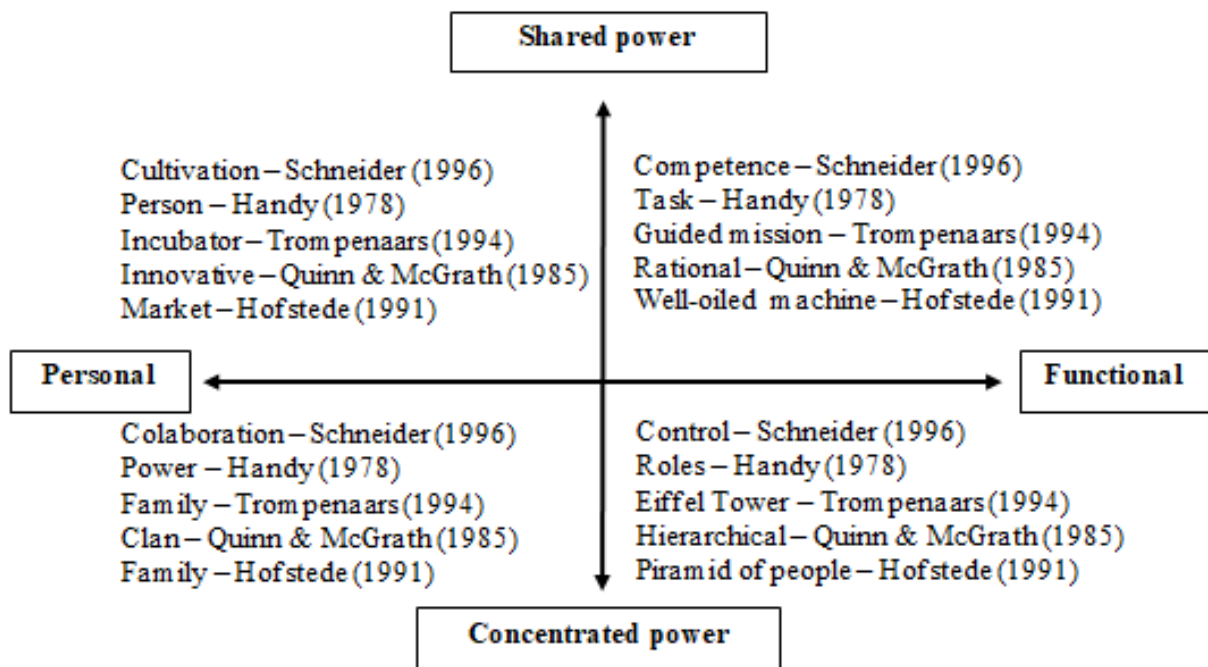 Shared power
Cultivation – Schneider (1996)
Person – Handy (1978)
Incubator – Trompenaars (1994)
Innovative – Quinn & McGrath (1985)
Market – Hofstede (1991)
Competence – Schneider (1996)
Task – Handy (1978)
Guided mission – Trompenaars (1994)
Rational – Quinn & McGrath (1985)
Well-oiled machine – Hofstede (1991)
Personal
Functional
Colaboration – Schneider (1996)
Power – Handy (1978)
Family – Trompenaars (1994)
Clan – Quinn & McGrath (1985)
Family – Hofstede (1991)
Control – Schneider (1996)
Roles – Handy (1978)
Eiffel Tower – Trompenaars (1994)
Hierarchical – Quinn & McGrath (1985)
Piramid of people – Hofstede (1991)
Concentrated power